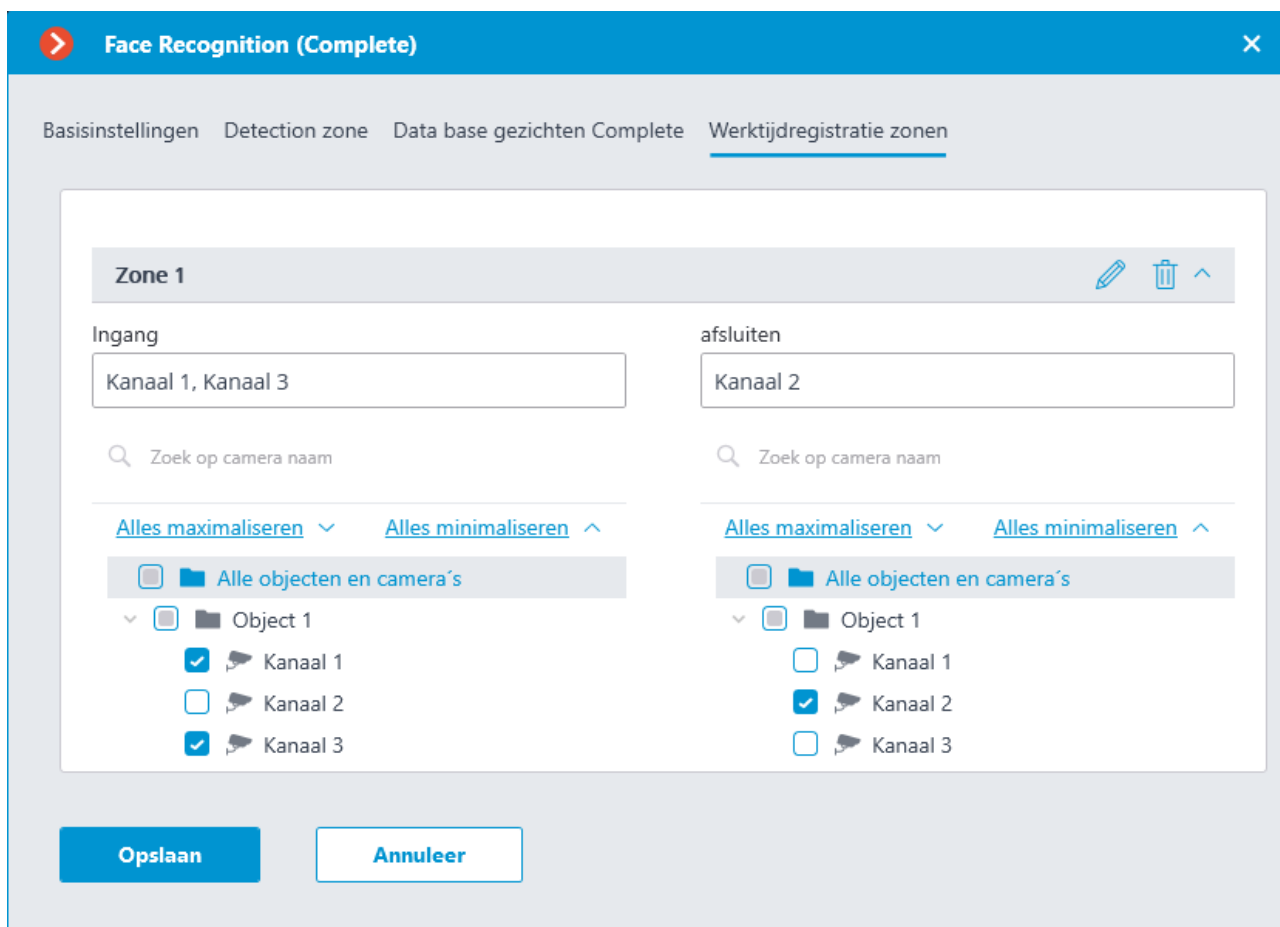 Face Recognition (Complete)
Basisinstellingen Detection zone Data base gezichten Complete Werktijdregistratie zonen
Zone 1
Ingang
Kanaal 1, Kanaal 3
Zoek op camera naam
Alles maximaliseren Alles minimaliseren
Alle objecten en camera´s
Object 1
Kanaal 1
Kanaal 2
Kanaal 3
afsluiten
Kanaal 2
Zoek op camera naam
Alles maximaliseren Alles minimaliseren
Alle objecten en camera´s
Object 1
Kanaal 1
Kanaal 2
Kanaal 3
Opslaan Annuleer